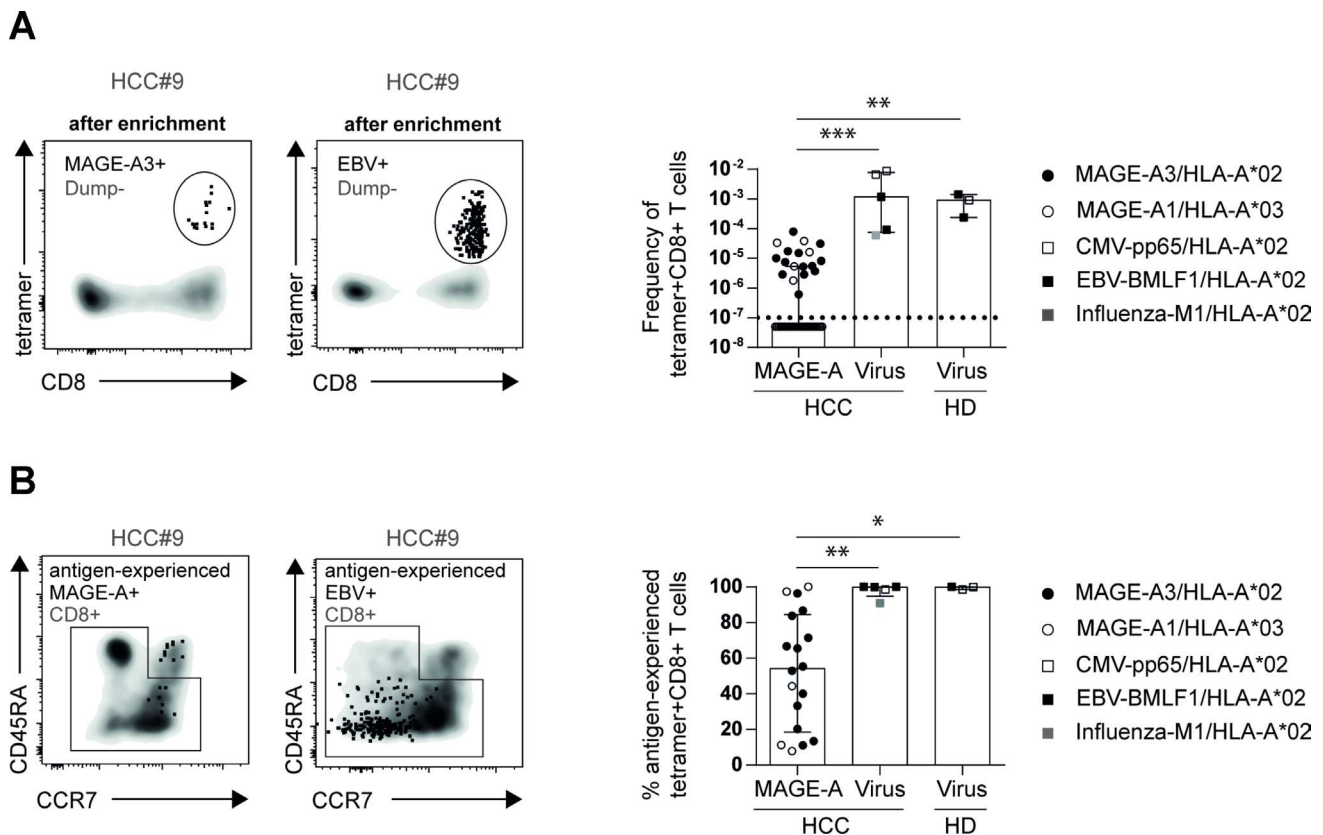 A
HCC#9
after enrichment
MAGE-A3+
Dump-
tetramer
CD8
HCC#9
after enrichment
EBV+
Dump-
tetramer
CD8
Frequency of
tetramer+CD8+ T cells
10-2
10-3
10-4
10-5
10-6
10-7
10-8
***
**
MAGE-A Virus Virus
HCC HD
MAGE-A3/HLA-A*02
MAGE-A1/HLA-A*03
CMV-pp65/HLA-A*02
EBV-BMLF1/HLA-A*02
Influenza-M1/HLA-A*02
B
HCC#9
antigen-experienced
MAGE-A+
CD8+
CD45RA
CCR7
HCC#9
antigen-experienced
EBV+
CD8+
CD45RA
CCR7
% antigen-experienced
tetramer+CD8+ T cells
100
80
60
40
20
0
**
*
MAGE-A Virus Virus
HCC HD
MAGE-A3/HLA-A*02
MAGE-A1/HLA-A*03
CMV-pp65/HLA-A*02
EBV-BMLF1/HLA-A*02
Influenza-M1/HLA-A*02